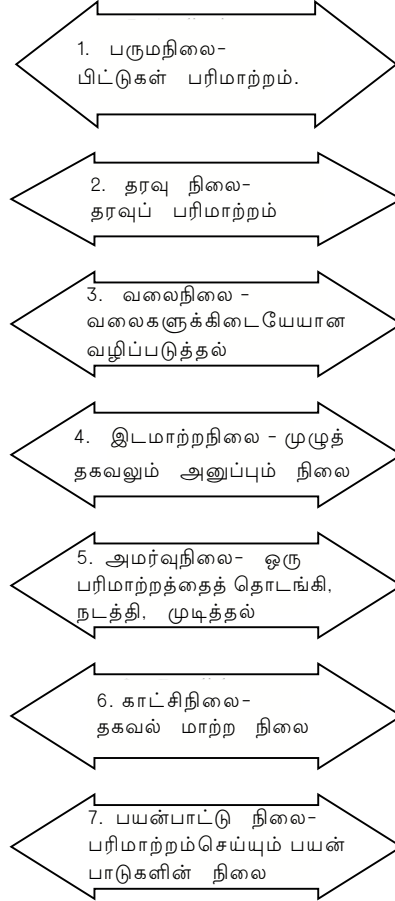 1. பருமநிலை-
பிட்டுகள் பரிமாற்றம்.
2. தரவு நிலை-
தரவுப் பரிமாற்றம்
3. வலைநிலை -
வலைகளுக்கிடையேயான
வழிப்படுத்தல்
4. இடமாற்றநிலை - முழுத்
தகவலும் அனுப்பும் நிலை
5. அமர்வுநிலை- ஒரு
பரிமாற்றத்தைத் தொடங்கி,
நடத்தி, முடித்தல்
6. காட்சிநிலை-
தகவல் மாற்ற நிலை
7. பயன்பாட்டு நிலை-
பரிமாற்றம்செய்யும் பயன்
பாடுகளின் நிலை